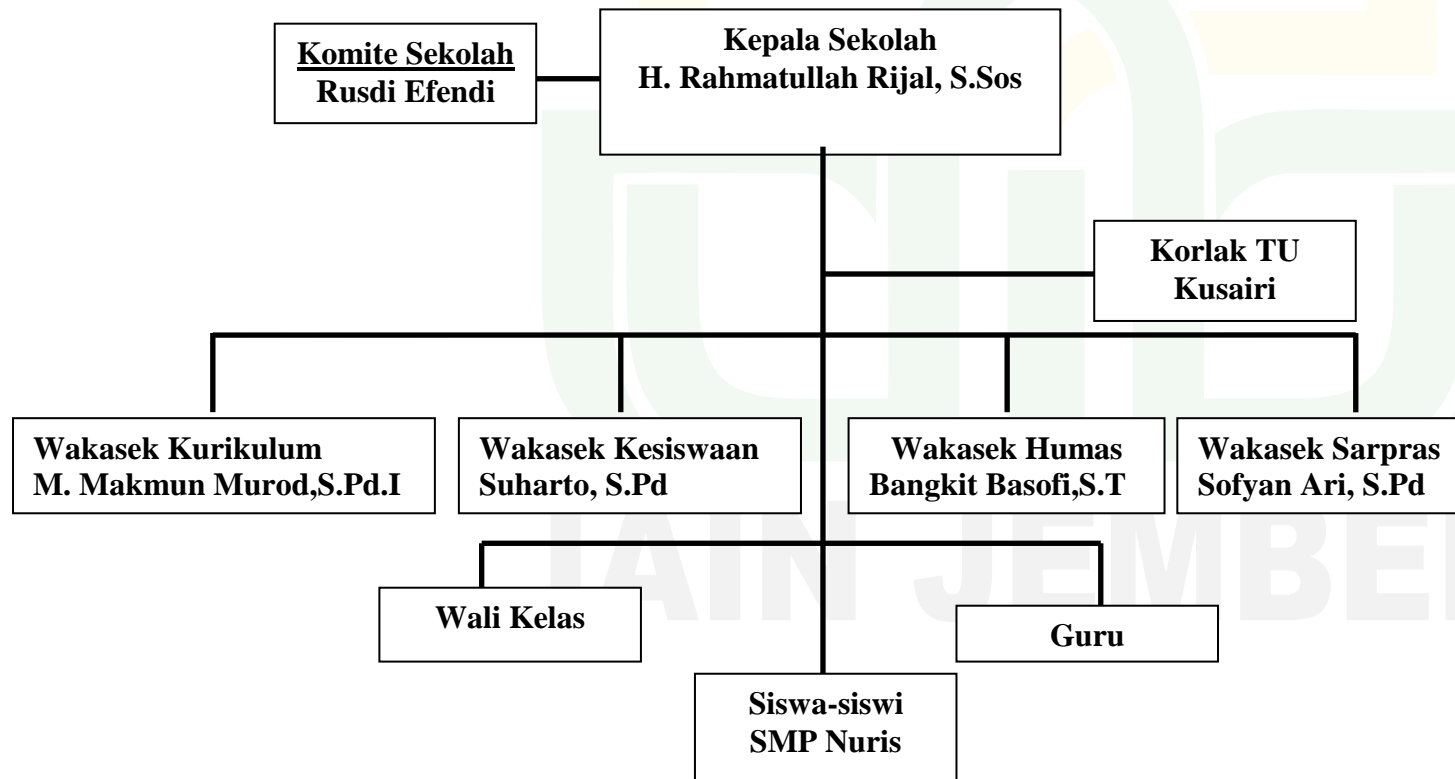 Komite Sekolah
Rusdi Efendi
Kepala Sekolah
H. Rahmatullah Rijal, S.Sos
Korlak TU
Kusairi
Wakasek Kurikulum
M. Makmun Murod,S.Pd.I
Wakasek Kesiswaan
Suharto, S.Pd
Wakasek Humas
Bangkit Basofi,S.T
Wakasek Sarpras
Sofyan Ari, S.Pd
Wali Kelas
Guru
Siswa-siswi
SMP Nuris
IAIN JEMBE